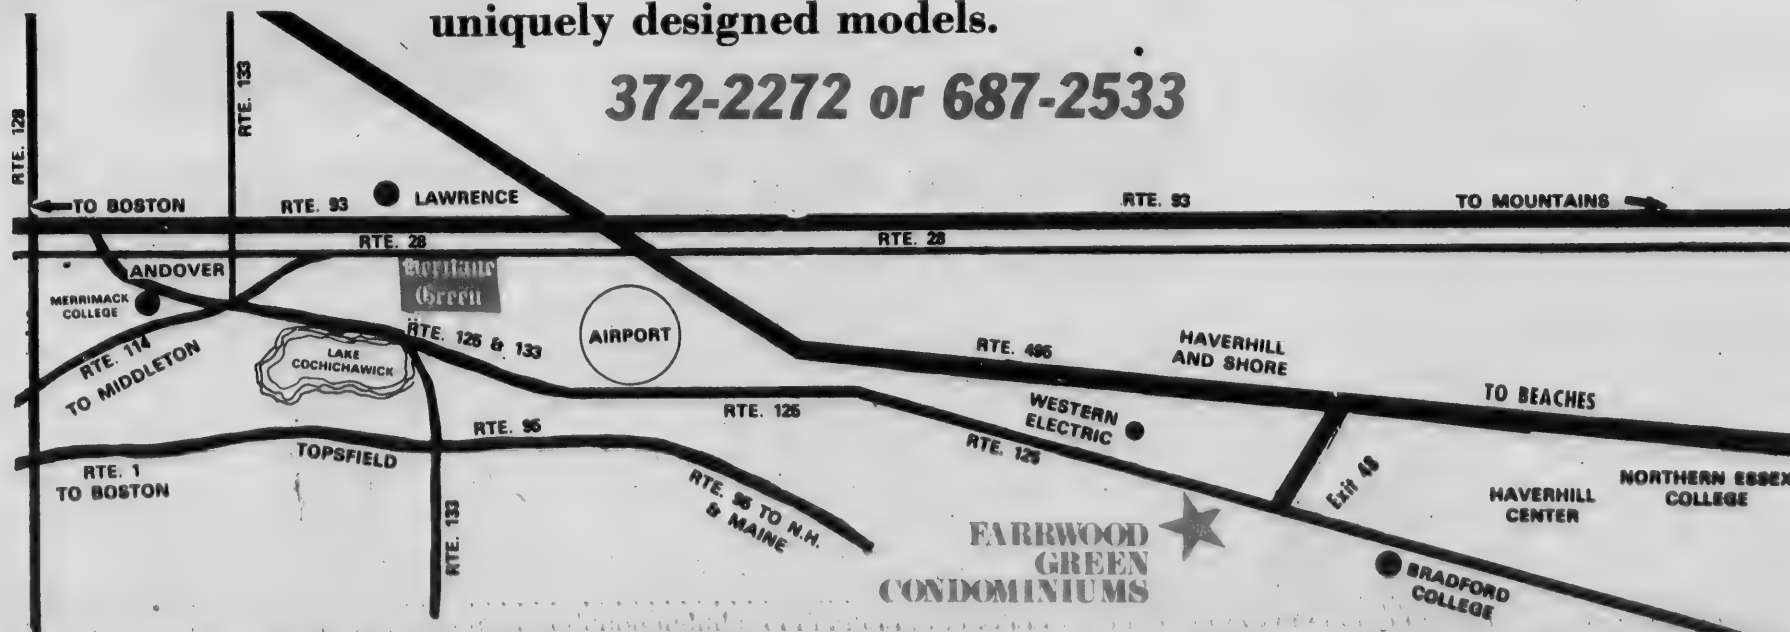 uniquely designed models.
372-2272 or 687-2533
RTE. 128
RTE. 133
TO BOSTON
RTE. 93
LAWRENCE
RTE. 93
TO MOUNTAINS
RTE. 28
RTE. 28
ANDOVER
Heritage
Green
MERRIMACK
COLLEGE
RTE. 114
TO MIDDLETON
LAKE
COCHICHAWICK
RTE. 125 & 133
AIRPORT
RTE. 495
HAVERHILL
AND SHORE
TO BEACHES
RTE. 125
WESTERN
ELECTRIC
RTE. 125
RTE. 95
TOPSFIELD
RTE. 1
TO BOSTON
RTE. 133
RTE. 95 TO N.H.
& MAINE
Exit 48
HAVERHILL
CENTER
NORTHERN ESSEX
COLLEGE
FARRWOOD
GREEN
CONDOMINIUMS
BRADFORD
COLLEGE